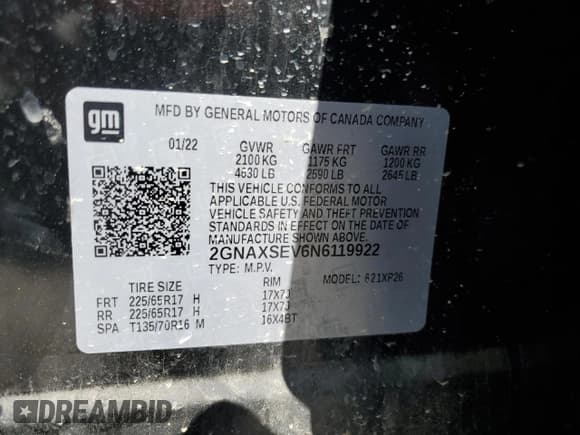 gm
MFD BY GENERAL MOTORS OF CANADA COMPANY
01/22 GVWR GAWR FRT GAWR RR
2100 KG 1175 KG 1200 KG
4630 LB 2590 LB 2645 LB
THIS VEHICLE CONFORMS TO ALL
APPLICABLE U.S. FEDERAL MOTOR
VEHICLE SAFETY AND THEFT PREVENTION
STANDARDS IN EFFECT ON THE DATE OF
MANUFACTURE SHOWN ABOVE.
2GNAXSEV6N6119922
TYPE: M.P.V. MODEL: 621XP26
TIRE SIZE RIM
FRT 225/65R17 H 17X7J
RR 225/65R17 H 17X7J
SPA T135/70R16 M 16X4BT
DREAMBID